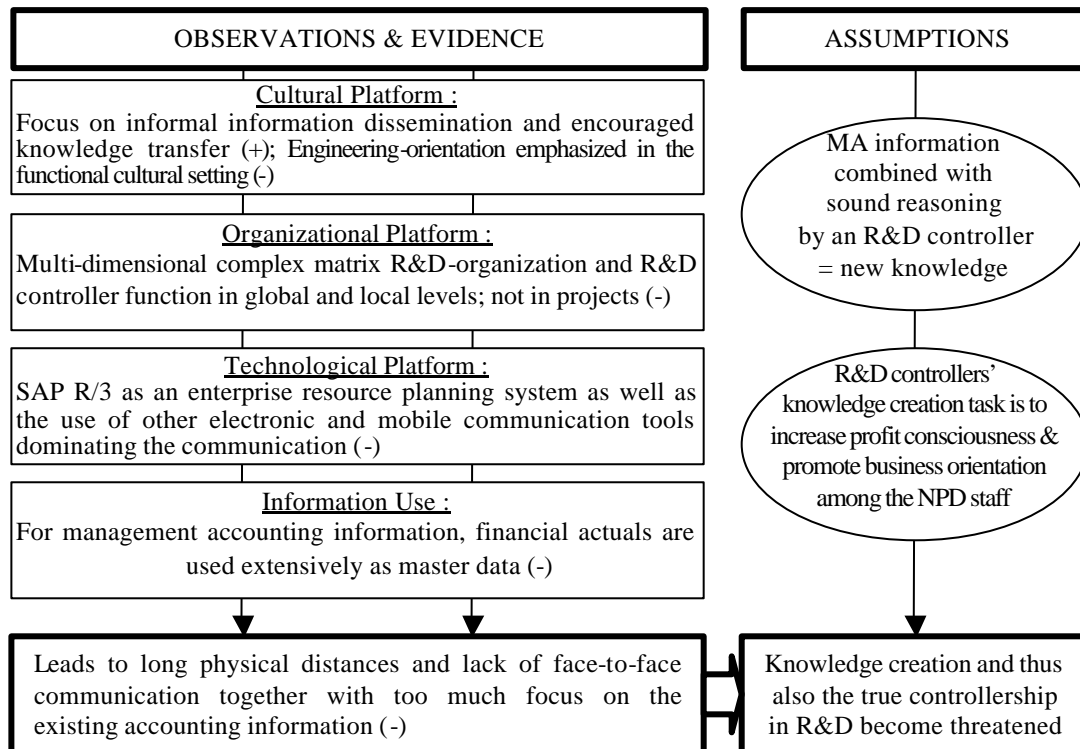 OBSERVATIONS & EVIDENCE
Cultural Platform :
Focus on informal information dissemination and encouraged
knowledge transfer (+); Engineering-orientation emphasized in the
functional cultural setting (-)
Organizational Platform :
Multi-dimensional complex matrix R&D-organization and R&D
controller function in global and local levels; not in projects (-)
Technological Platform :
SAP R/3 as an enterprise resource planning system as well as
the use of other electronic and mobile communication tools
dominating the communication (-)
Information Use :
For management accounting information, financial actuals are
used extensively as master data (-)
Leads to long physical distances and lack of face-to-face
communication together with too much focus on the
existing accounting information (-)
ASSUMPTIONS
MA information
combined with
sound reasoning
by an R&D controller
= new knowledge
R&D controllers’
knowledge creation task is to
increase profit consciousness &
promote business orientation
among the NPD staff
Knowledge creation and thus
also the true controllership
in R&D become threatened